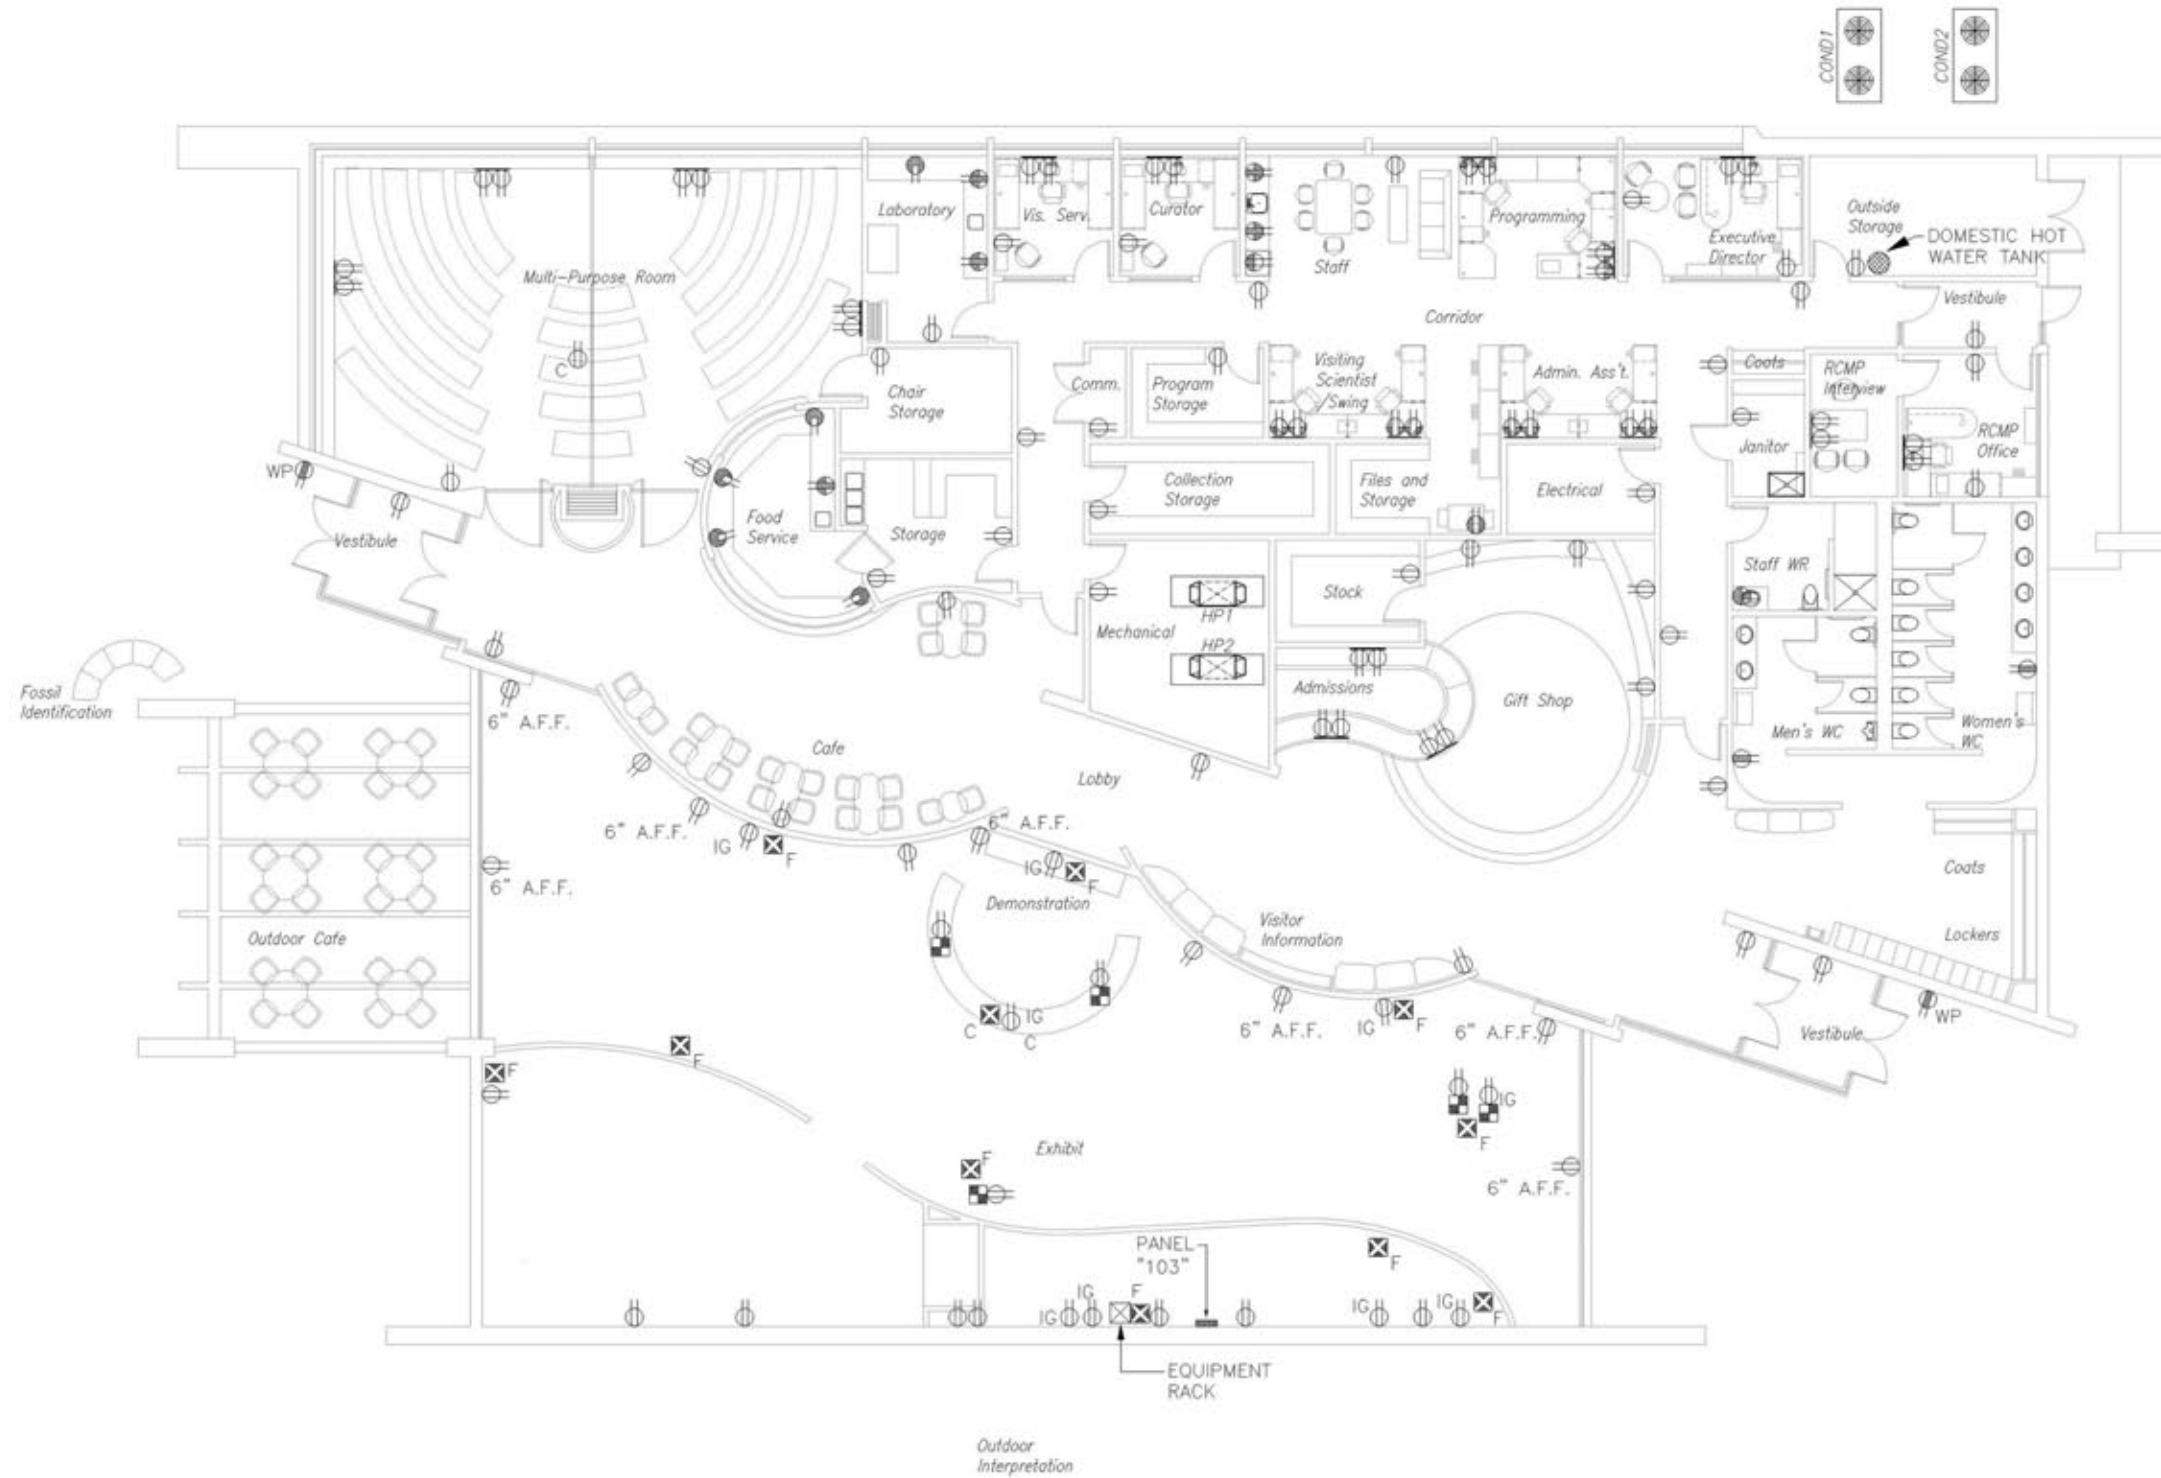 COND1
COND2
Laboratory
Vis. Serv.
Curator
Staff
Programming
Executive
Director
Outside
Storage
DOMESTIC HOT
WATER TANK
Multi-Purpose Room
Corridor
Vestibule
C
Chair
Storage
Comm.
Program
Storage
Visiting
Scientist
/Swing
Admin. Ass't.
Coats
RCMP
Interview
Janitor
RCMP
Office
WP
Vestibule
Food
Service
Storage
Collection
Storage
Files and
Storage
Electrical
Staff WR
Stock
Mechanical
HP1
HP2
Admissions
Gift Shop
Men's WC
Women's
WC
Fossil
Identification
6" A.F.F.
Cafe
Lobby
6" A.F.F.
IG
F
6" A.F.F.
IG
F
6" A.F.F.
Demonstration
Visitor
Information
Coats
Lockers
Outdoor Cafe
C
IG
C
6" A.F.F.
IG
F
6" A.F.F.
Vestibule
WP
F
F
IG
F
Exhibit
F
6" A.F.F.
PANEL
"103"
F
IG
IG
F
IG
IG
F
EQUIPMENT
RACK
Outdoor
Interpretation